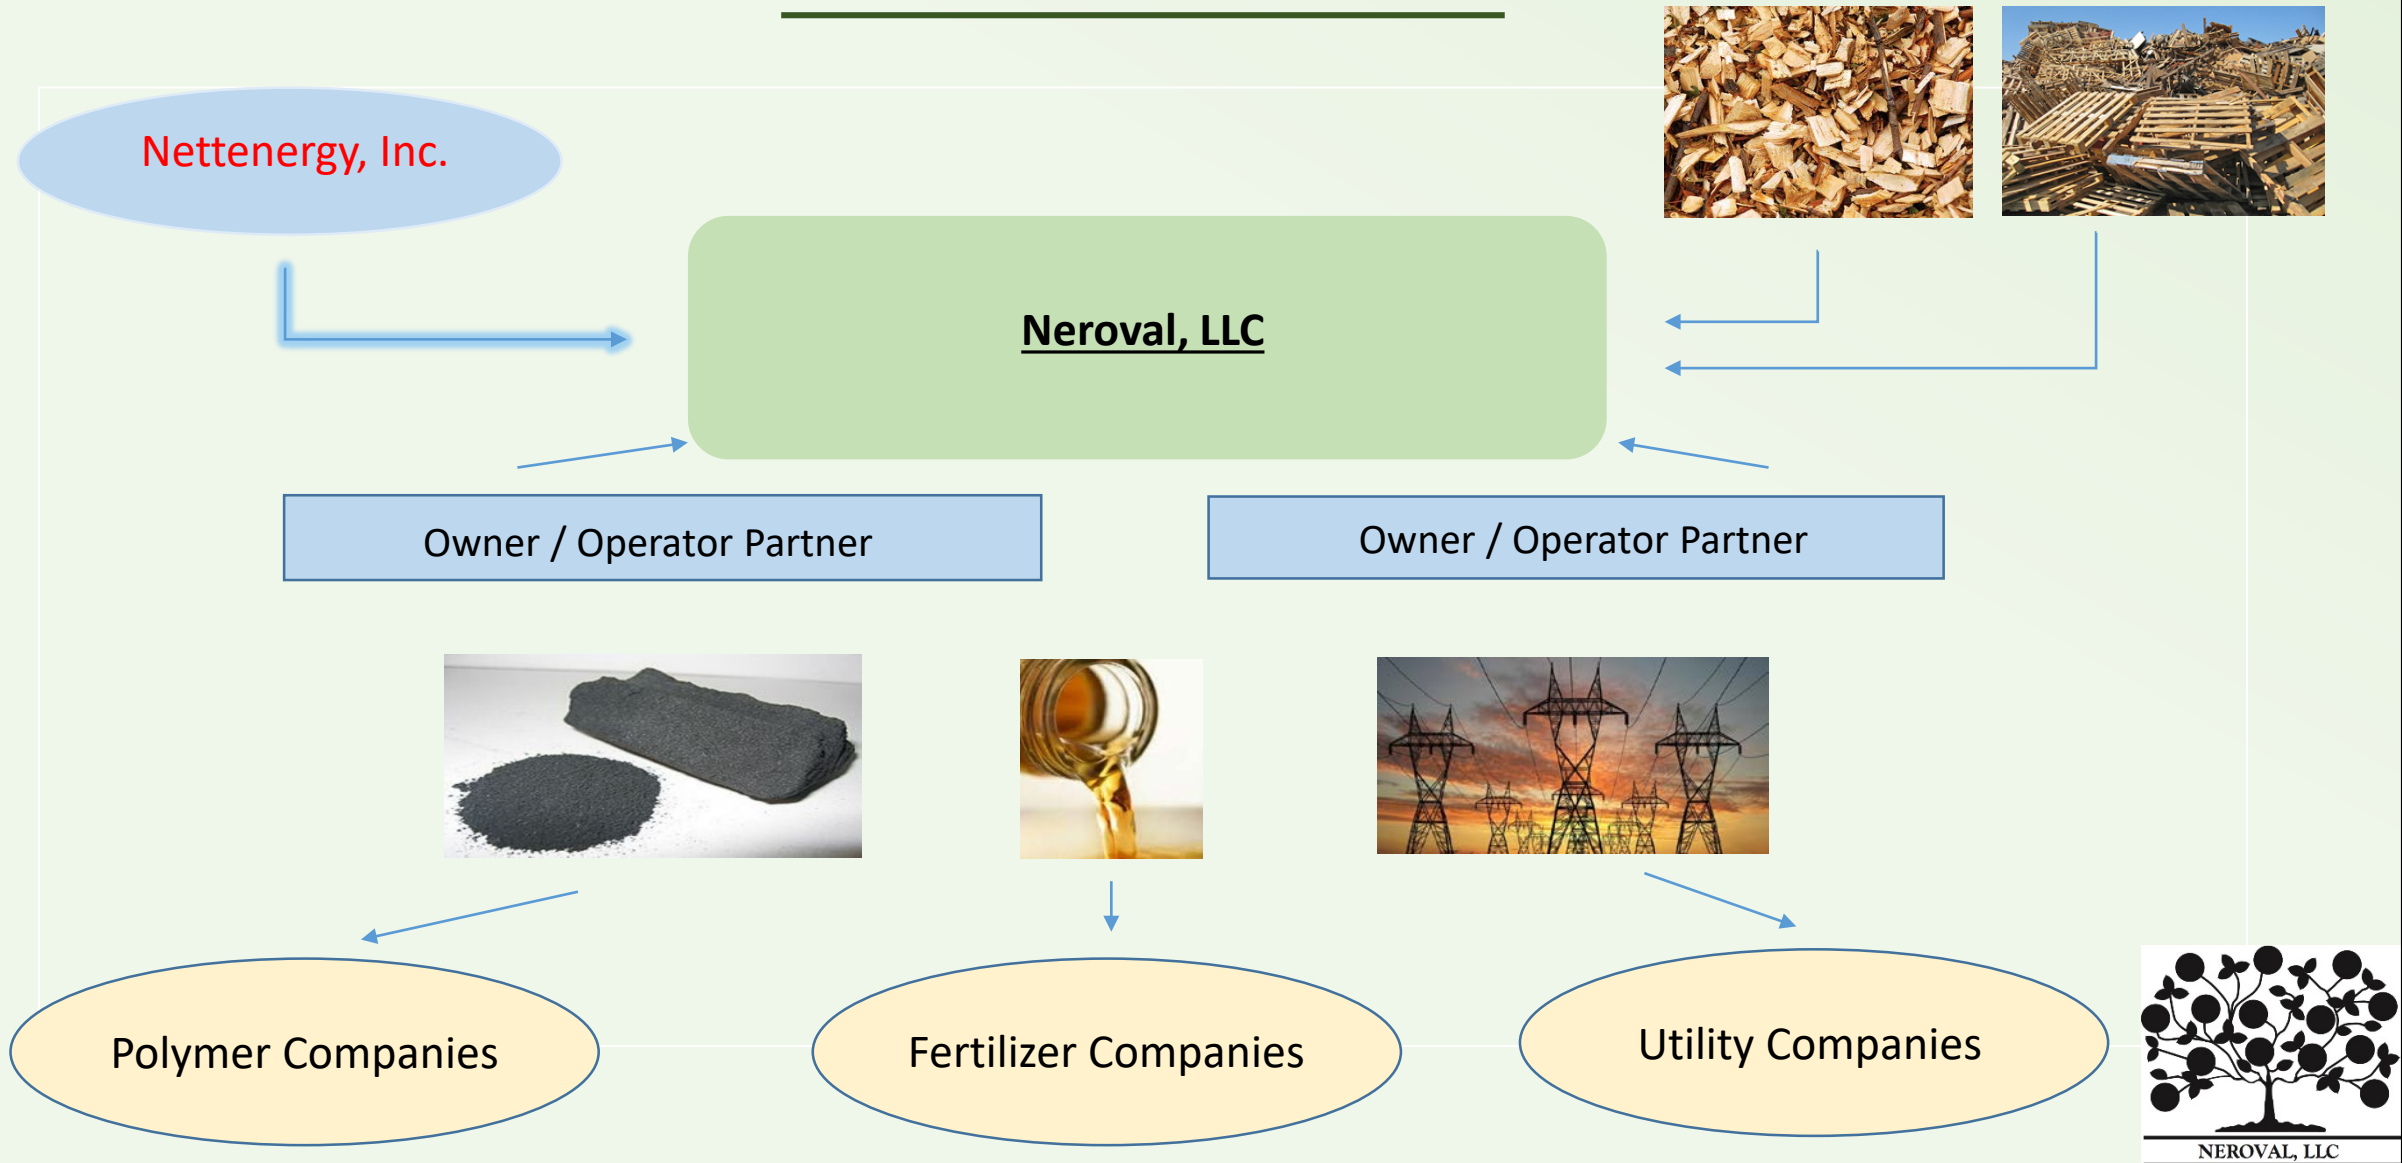 Nettenergy, Inc.
Neroval, LLC
Owner / Operator Partner
Owner / Operator Partner
Polymer Companies
Fertilizer Companies
Utility Companies
NEROVAL, LLC